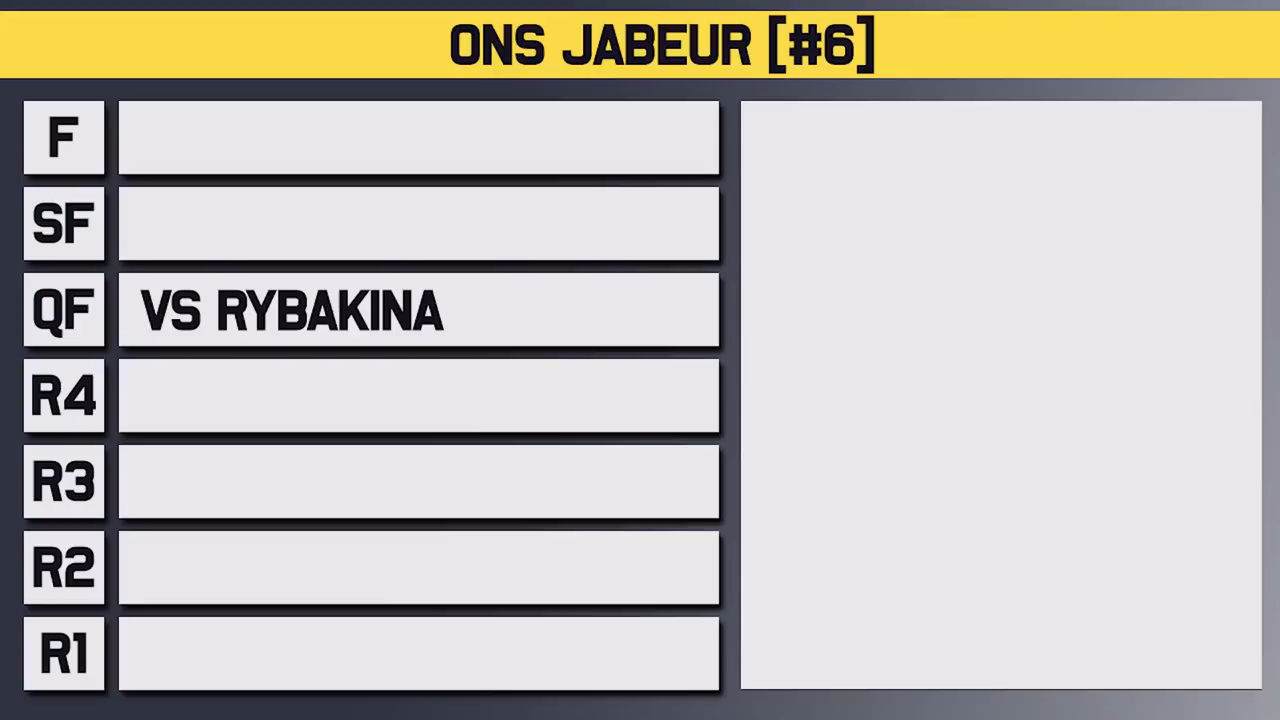 ONS JABEUR [#6]
F
SF
QF VS RYBAKINA
R4
R3
R2
R1